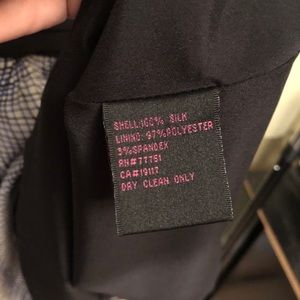 SHELL:100% SILK
LINING: 97%POLYESTER
3%SPANDEX
RN#77751
CA#19117
DRY CLEAN ONLY